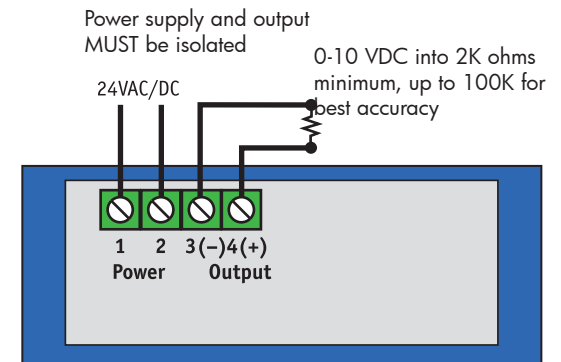 Power supply and output
MUST be isolated
0-10 VDC into 2K ohms
minimum, up to 100K for
best accuracy
24VAC/DC
1 2 3(−)4(+)
Power Output